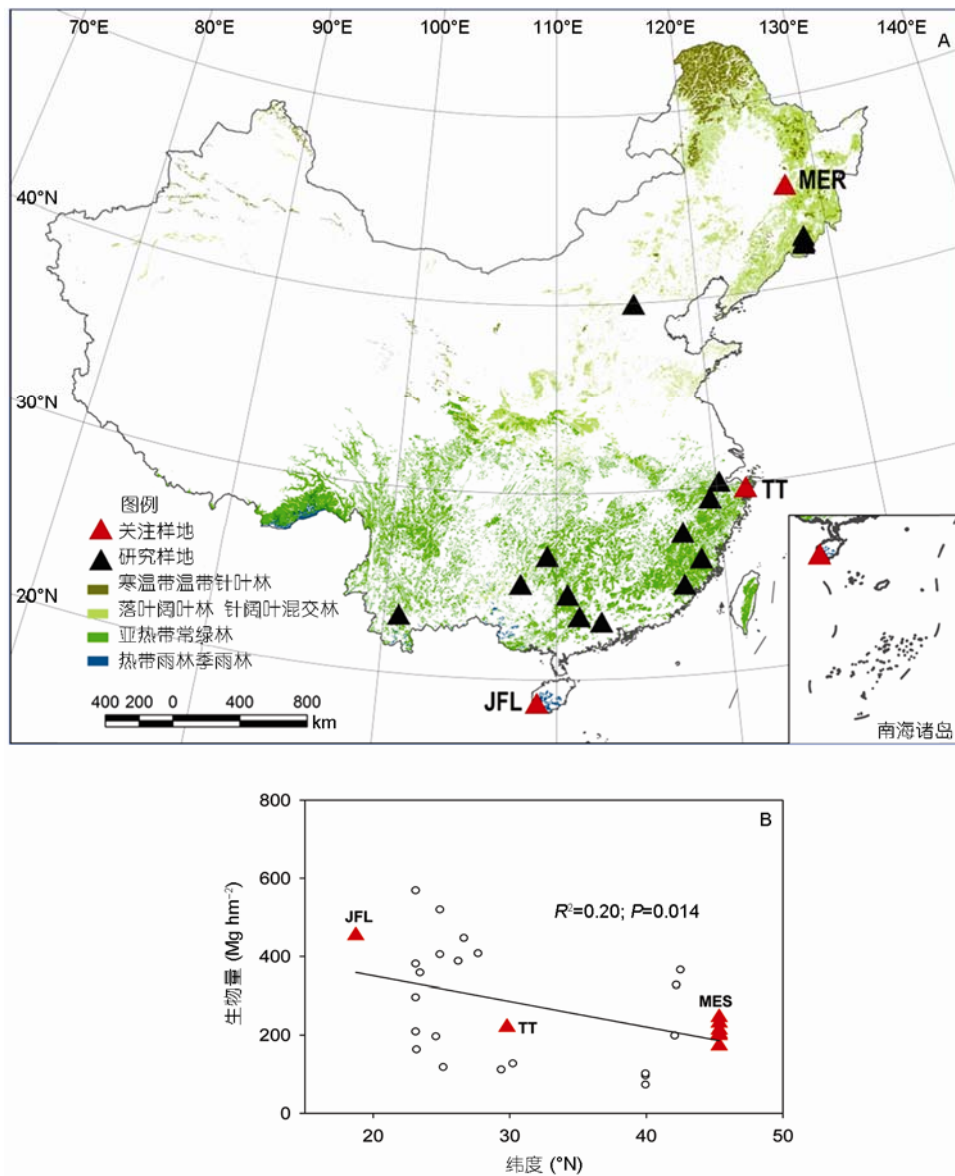 70°E 80°E 90°E 100°E 110°E 120°E 130°E 140°E
A
MER
40°N
30°N
TT
图例
关注样地
研究样地
寒温带温带针叶林
落叶阔叶林 针阔叶混交林
亚热带常绿林
热带雨林季雨林
20°N
400 200 0 400 800
km
JFL
南海诸岛
800
B
600
R²=0.20; P=0.014
JFL
400
MES
TT
200
0
生物量 (Mg hm⁻²)
20 30 40 50
纬度 (°N)